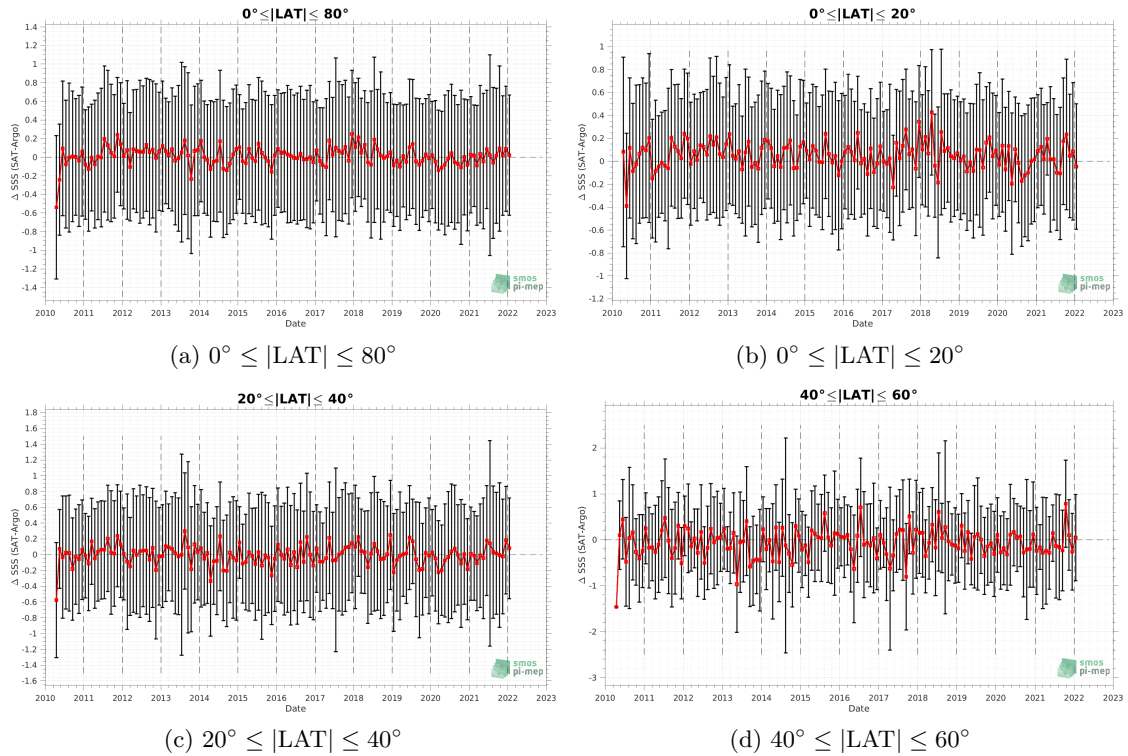 0°≤|LAT|≤ 80°
1.4
1.2
1
0.8
0.6
0.4
0.2
0
-0.2
-0.4
-0.6
-0.8
-1
-1.2
-1.4
Δ SSS (SAT-Argo)
smos
pi-mep
2010 2011 2012 2013 2014 2015 2016 2017 2018 2019 2020 2021 2022 2023
Date
(a) 0° ≤ |LAT| ≤ 80°
0°≤|LAT|≤ 20°
1
0.8
0.6
0.4
0.2
0
-0.2
-0.4
-0.6
-0.8
-1
-1.2
Δ SSS (SAT-Argo)
smos
pi-mep
2010 2011 2012 2013 2014 2015 2016 2017 2018 2019 2020 2021 2022 2023
Date
(b) 0° ≤ |LAT| ≤ 20°
20°≤|LAT|≤ 40°
1.8
1.6
1.4
1.2
1
0.8
0.6
0.4
0.2
0
-0.2
-0.4
-0.6
-0.8
-1
-1.2
-1.4
-1.6
Δ SSS (SAT-Argo)
smos
pi-mep
2010 2011 2012 2013 2014 2015 2016 2017 2018 2019 2020 2021 2022 2023
Date
(c) 20° ≤ |LAT| ≤ 40°
40°≤|LAT|≤ 60°
2
1
0
-1
-2
-3
Δ SSS (SAT-Argo)
smos
pi-mep
2010 2011 2012 2013 2014 2015 2016 2017 2018 2019 2020 2021 2022 2023
Date
(d) 40° ≤ |LAT| ≤ 60°